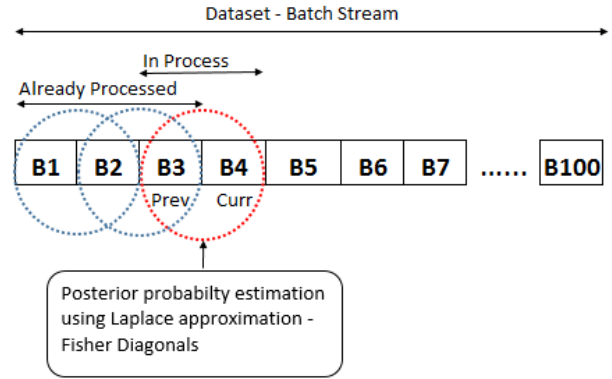 Dataset - Batch Stream
In Process
Already Processed
B1 B2 B3 B4 B5 B6 B7 ...... B100
Prev Curr
Posterior probabilty estimation
using Laplace approximation -
Fisher Diagonals